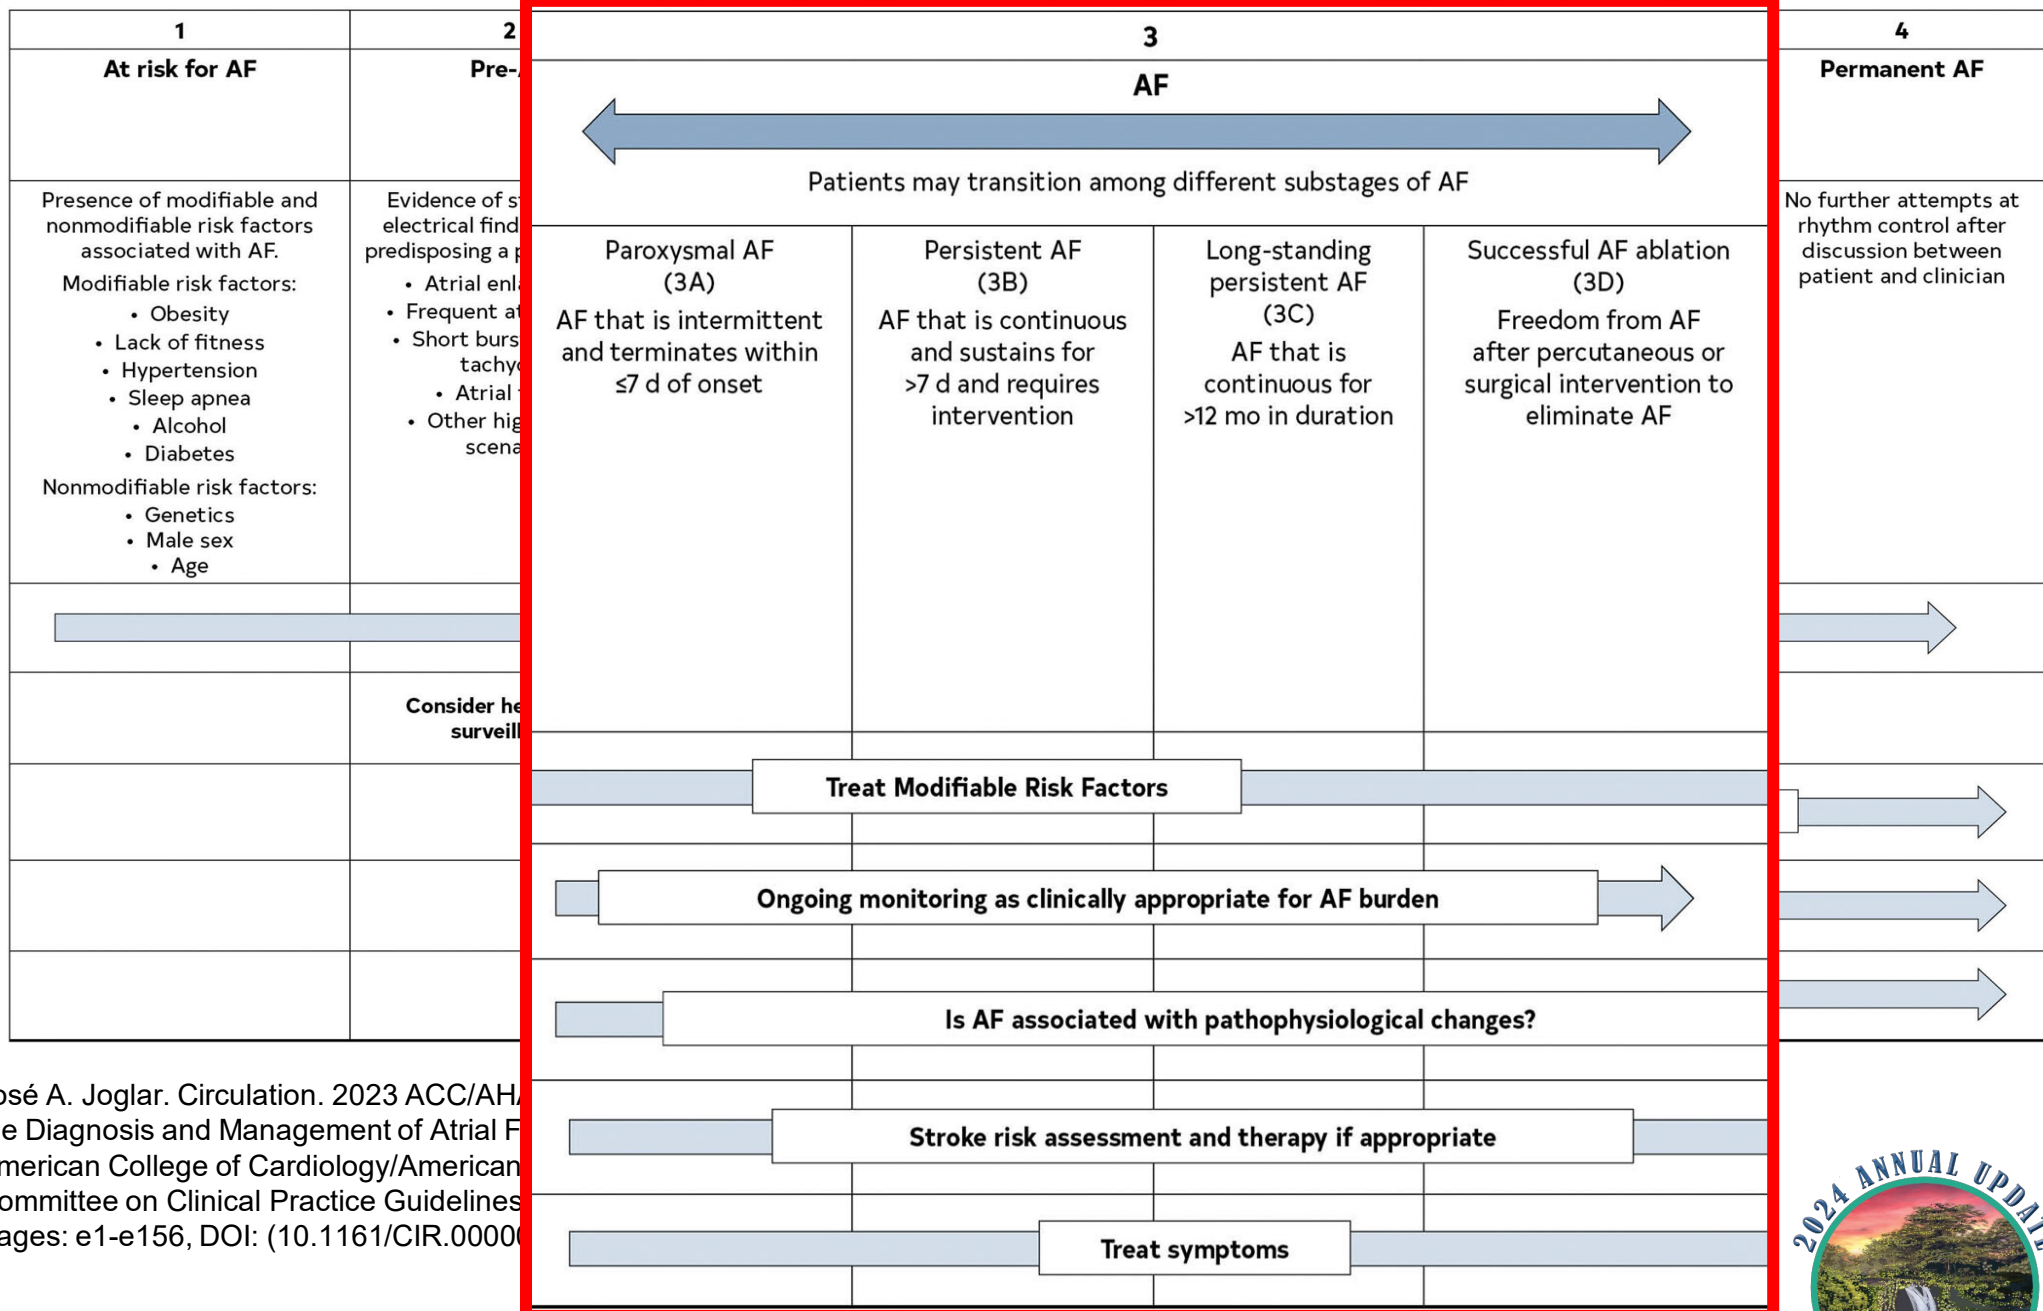 1
At risk for AF
Presence of modifiable and
nonmodifiable risk factors
associated with AF.
Modifiable risk factors:
• Obesity
• Lack of fitness
• Hypertension
• Sleep apnea
• Alcohol
• Diabetes
Nonmodifiable risk factors:
• Genetics
• Male sex
• Age
2
Pre-
Evidence of
electrical find
predisposing a
• Atrial enl
• Frequent at
• Short burs
tachy
• Atrial
• Other hig
scena
Consider he
surveill
3
AF
Patients may transition among different substages of AF
Paroxysmal AF
(3A)
AF that is intermittent
and terminates within
≤7 d of onset
Persistent AF
(3B)
AF that is continuous
and sustains for
>7 d and requires
intervention
Long-standing
persistent AF
(3C)
AF that is
continuous for
>12 mo in duration
Successful AF ablation
(3D)
Freedom from AF
after percutaneous or
surgical intervention to
eliminate AF
Treat Modifiable Risk Factors
Ongoing monitoring as clinically appropriate for AF burden
Is AF associated with pathophysiological changes?
Stroke risk assessment and therapy if appropriate
Treat symptoms
4
Permanent AF
No further attempts at
rhythm control after
discussion between
patient and clinician
osé A. Joglar. Circulation. 2023 ACC/AHA
e Diagnosis and Management of Atrial F
merican College of Cardiology/American
ommittee on Clinical Practice Guidelines
ages: e1-e156, DOI: (10.1161/CIR.00000
2024 ANNUAL UPDATE